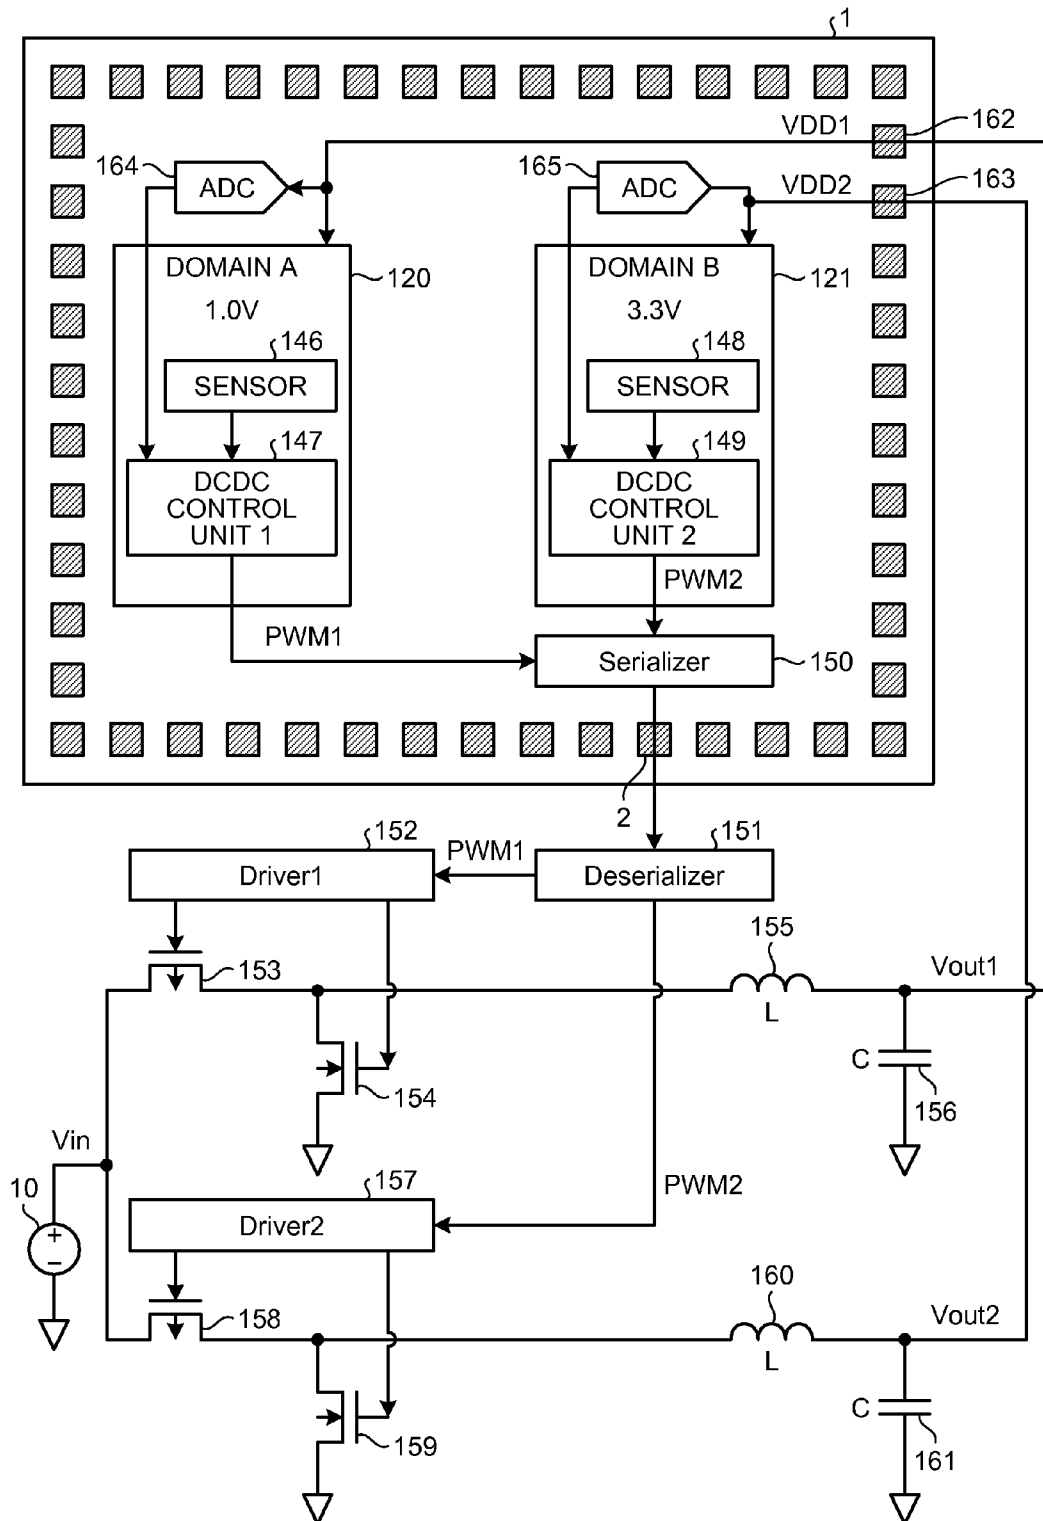 1
VDD1
162
164
ADC
165
ADC
VDD2
163
DOMAIN A
120
DOMAIN B
121
1.0V
3.3V
146
148
SENSOR
SENSOR
147
149
DCDC
CONTROL
UNIT 1
DCDC
CONTROL
UNIT 2
PWM2
PWM1
Serializer
150
2
152
PWM1
151
Driver1
Deserializer
155
153
Vout1
L
C
154
156
Vin
157
PWM2
10
Driver2
+
−
160
158
Vout2
L
C
159
161